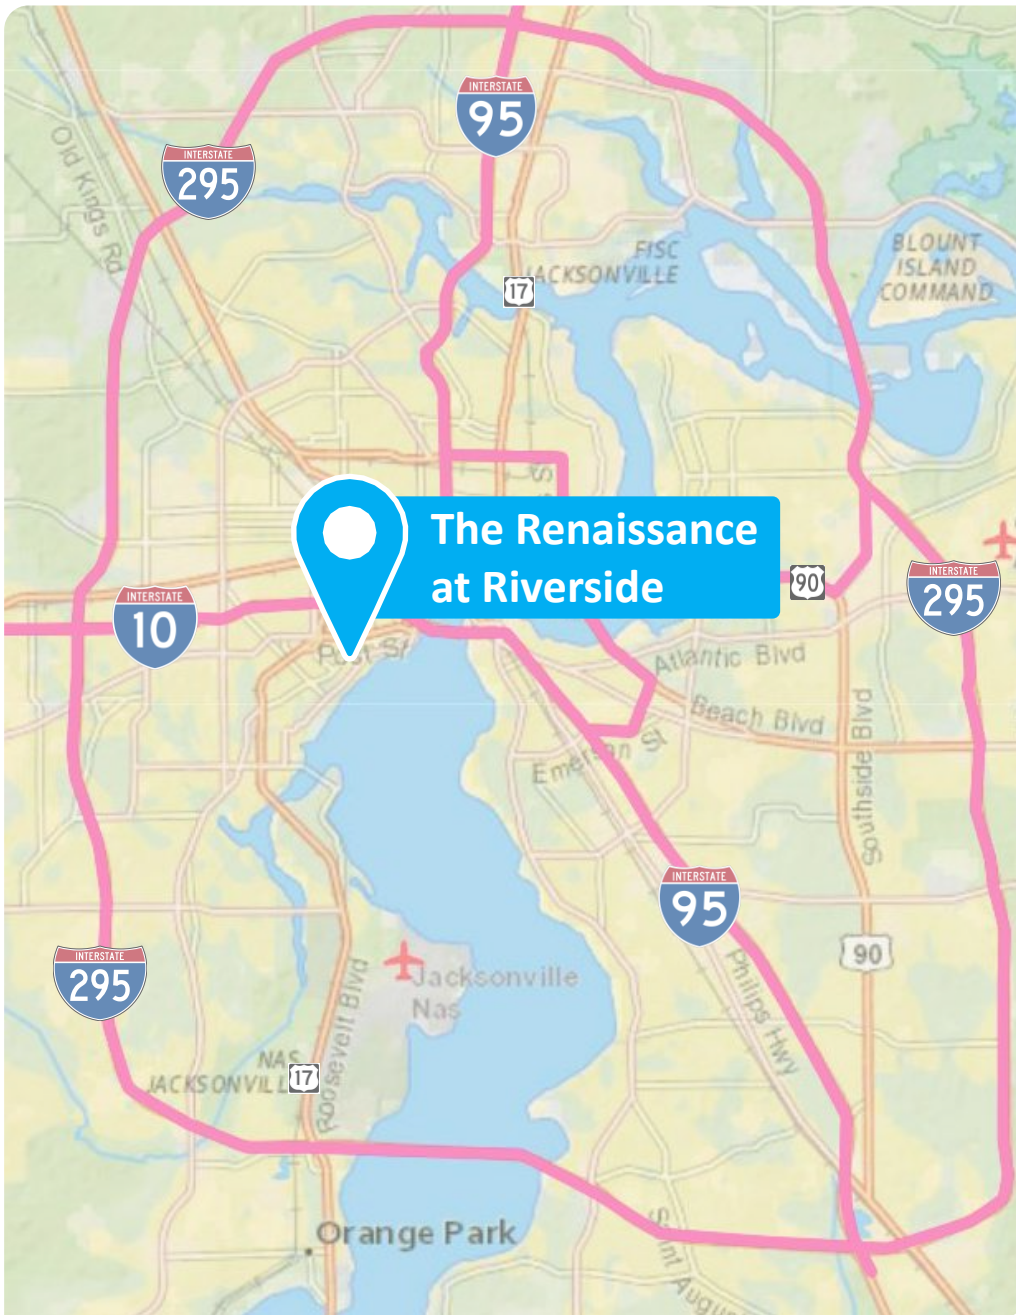 INTERSTATE
95
INTERSTATE
295
Old Kings Rd
FISC
JACKSONVILLE
BLOUNT
ISLAND
COMMAND
17
The Renaissance
at Riverside
90
INTERSTATE
295
INTERSTATE
10
Post St
Atlantic Blvd
Beach Blvd
Emerson St
Southside Blvd
INTERSTATE
95
90
INTERSTATE
295
Jacksonville
Nas
Roosevelt Blvd
Philips Hwy
NAS
JACKSONVILL
17
Orange Park